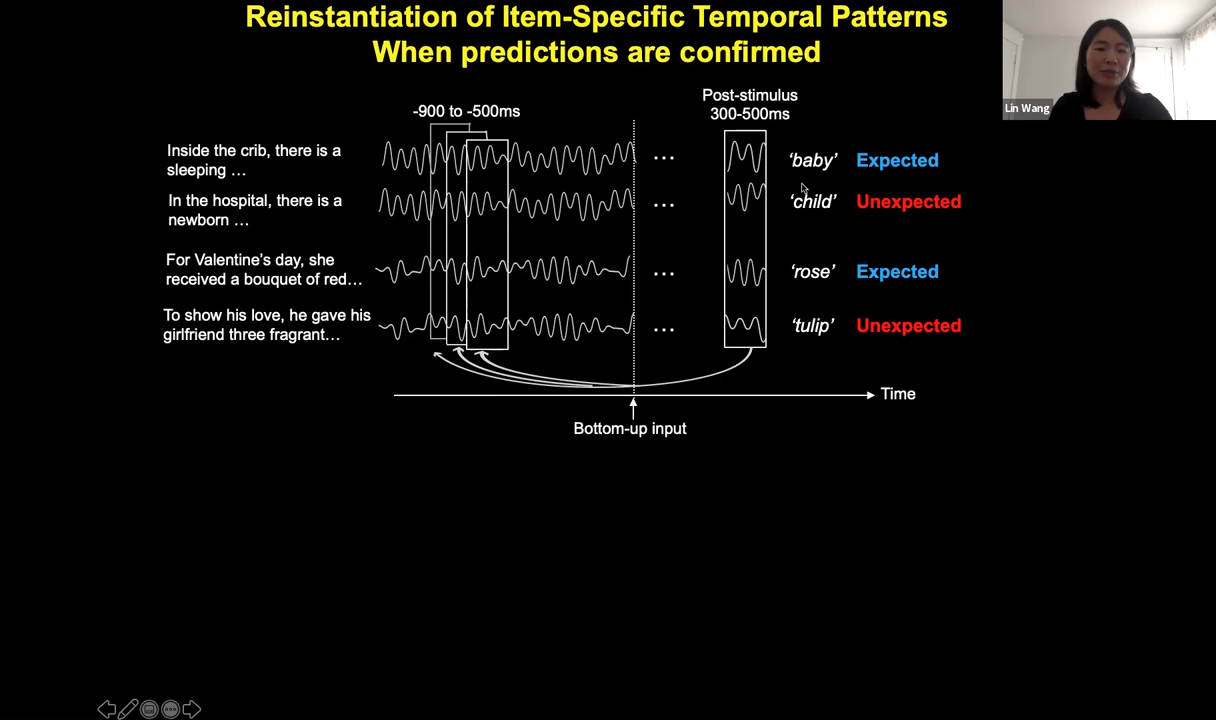 Reinstantiation of Item-Specific Temporal Patterns
When predictions are confirmed
Lin Wang
-900 to -500ms
Post-stimulus
300-500ms
Inside the crib, there is a
sleeping …
… ‘baby’ Expected
In the hospital, there is a
newborn …
… ‘child’ Unexpected
For Valentine’s day, she
received a bouquet of red…
… ‘rose’ Expected
To show his love, he gave his
girlfriend three fragrant…
… ‘tulip’ Unexpected
Time
Bottom-up input